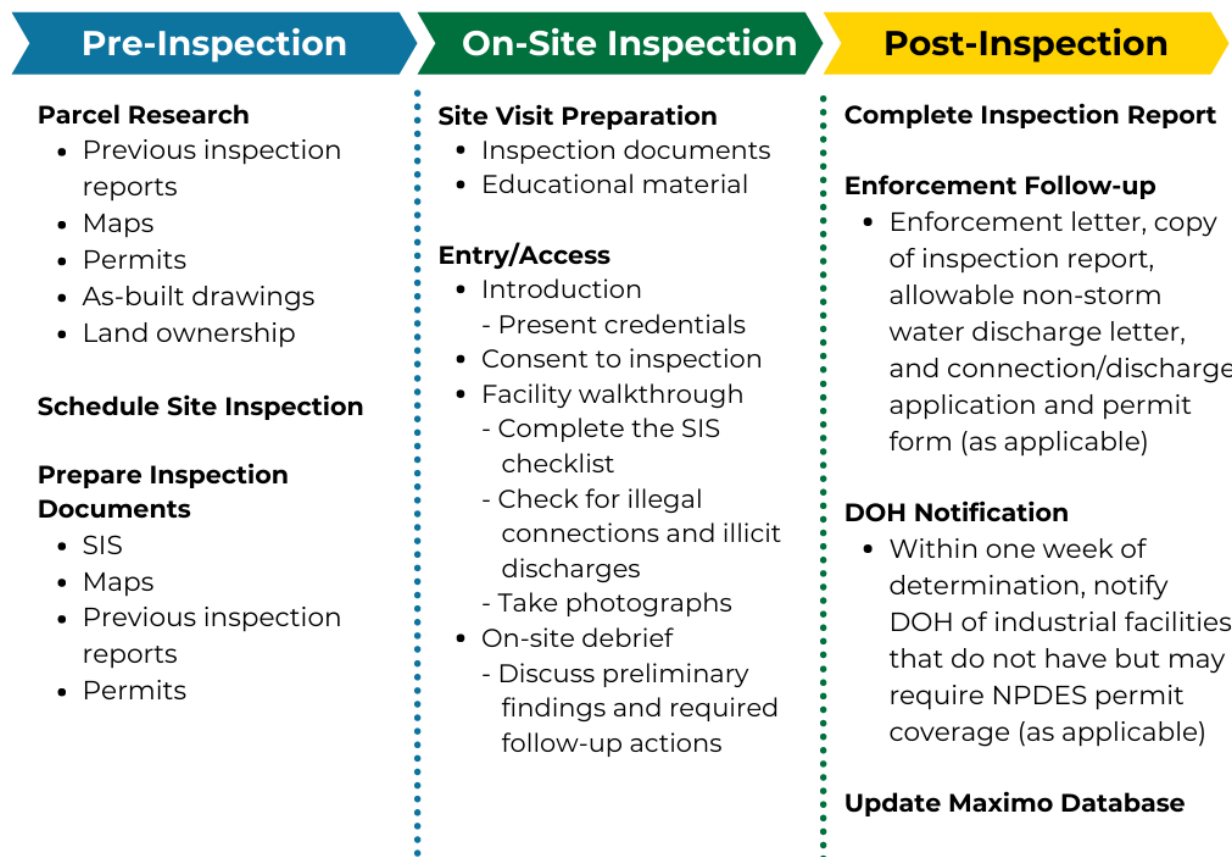 Pre-Inspection
On-Site Inspection
Post-Inspection
Parcel Research
• Previous inspection
reports
• Maps
• Permits
• As-built drawings
• Land ownership
Schedule Site Inspection
Prepare Inspection
Documents
• SIS
• Maps
• Previous inspection
reports
• Permits
Site Visit Preparation
• Inspection documents
• Educational material
Entry/Access
• Introduction
- Present credentials
• Consent to inspection
• Facility walkthrough
- Complete the SIS
checklist
- Check for illegal
connections and illicit
discharges
- Take photographs
• On-site debrief
- Discuss preliminary
findings and required
follow-up actions
Complete Inspection Report
Enforcement Follow-up
• Enforcement letter, copy
of inspection report,
allowable non-storm
water discharge letter,
and connection/discharge
application and permit
form (as applicable)
DOH Notification
• Within one week of
determination, notify
DOH of industrial facilities
that do not have but may
require NPDES permit
coverage (as applicable)
Update Maximo Database